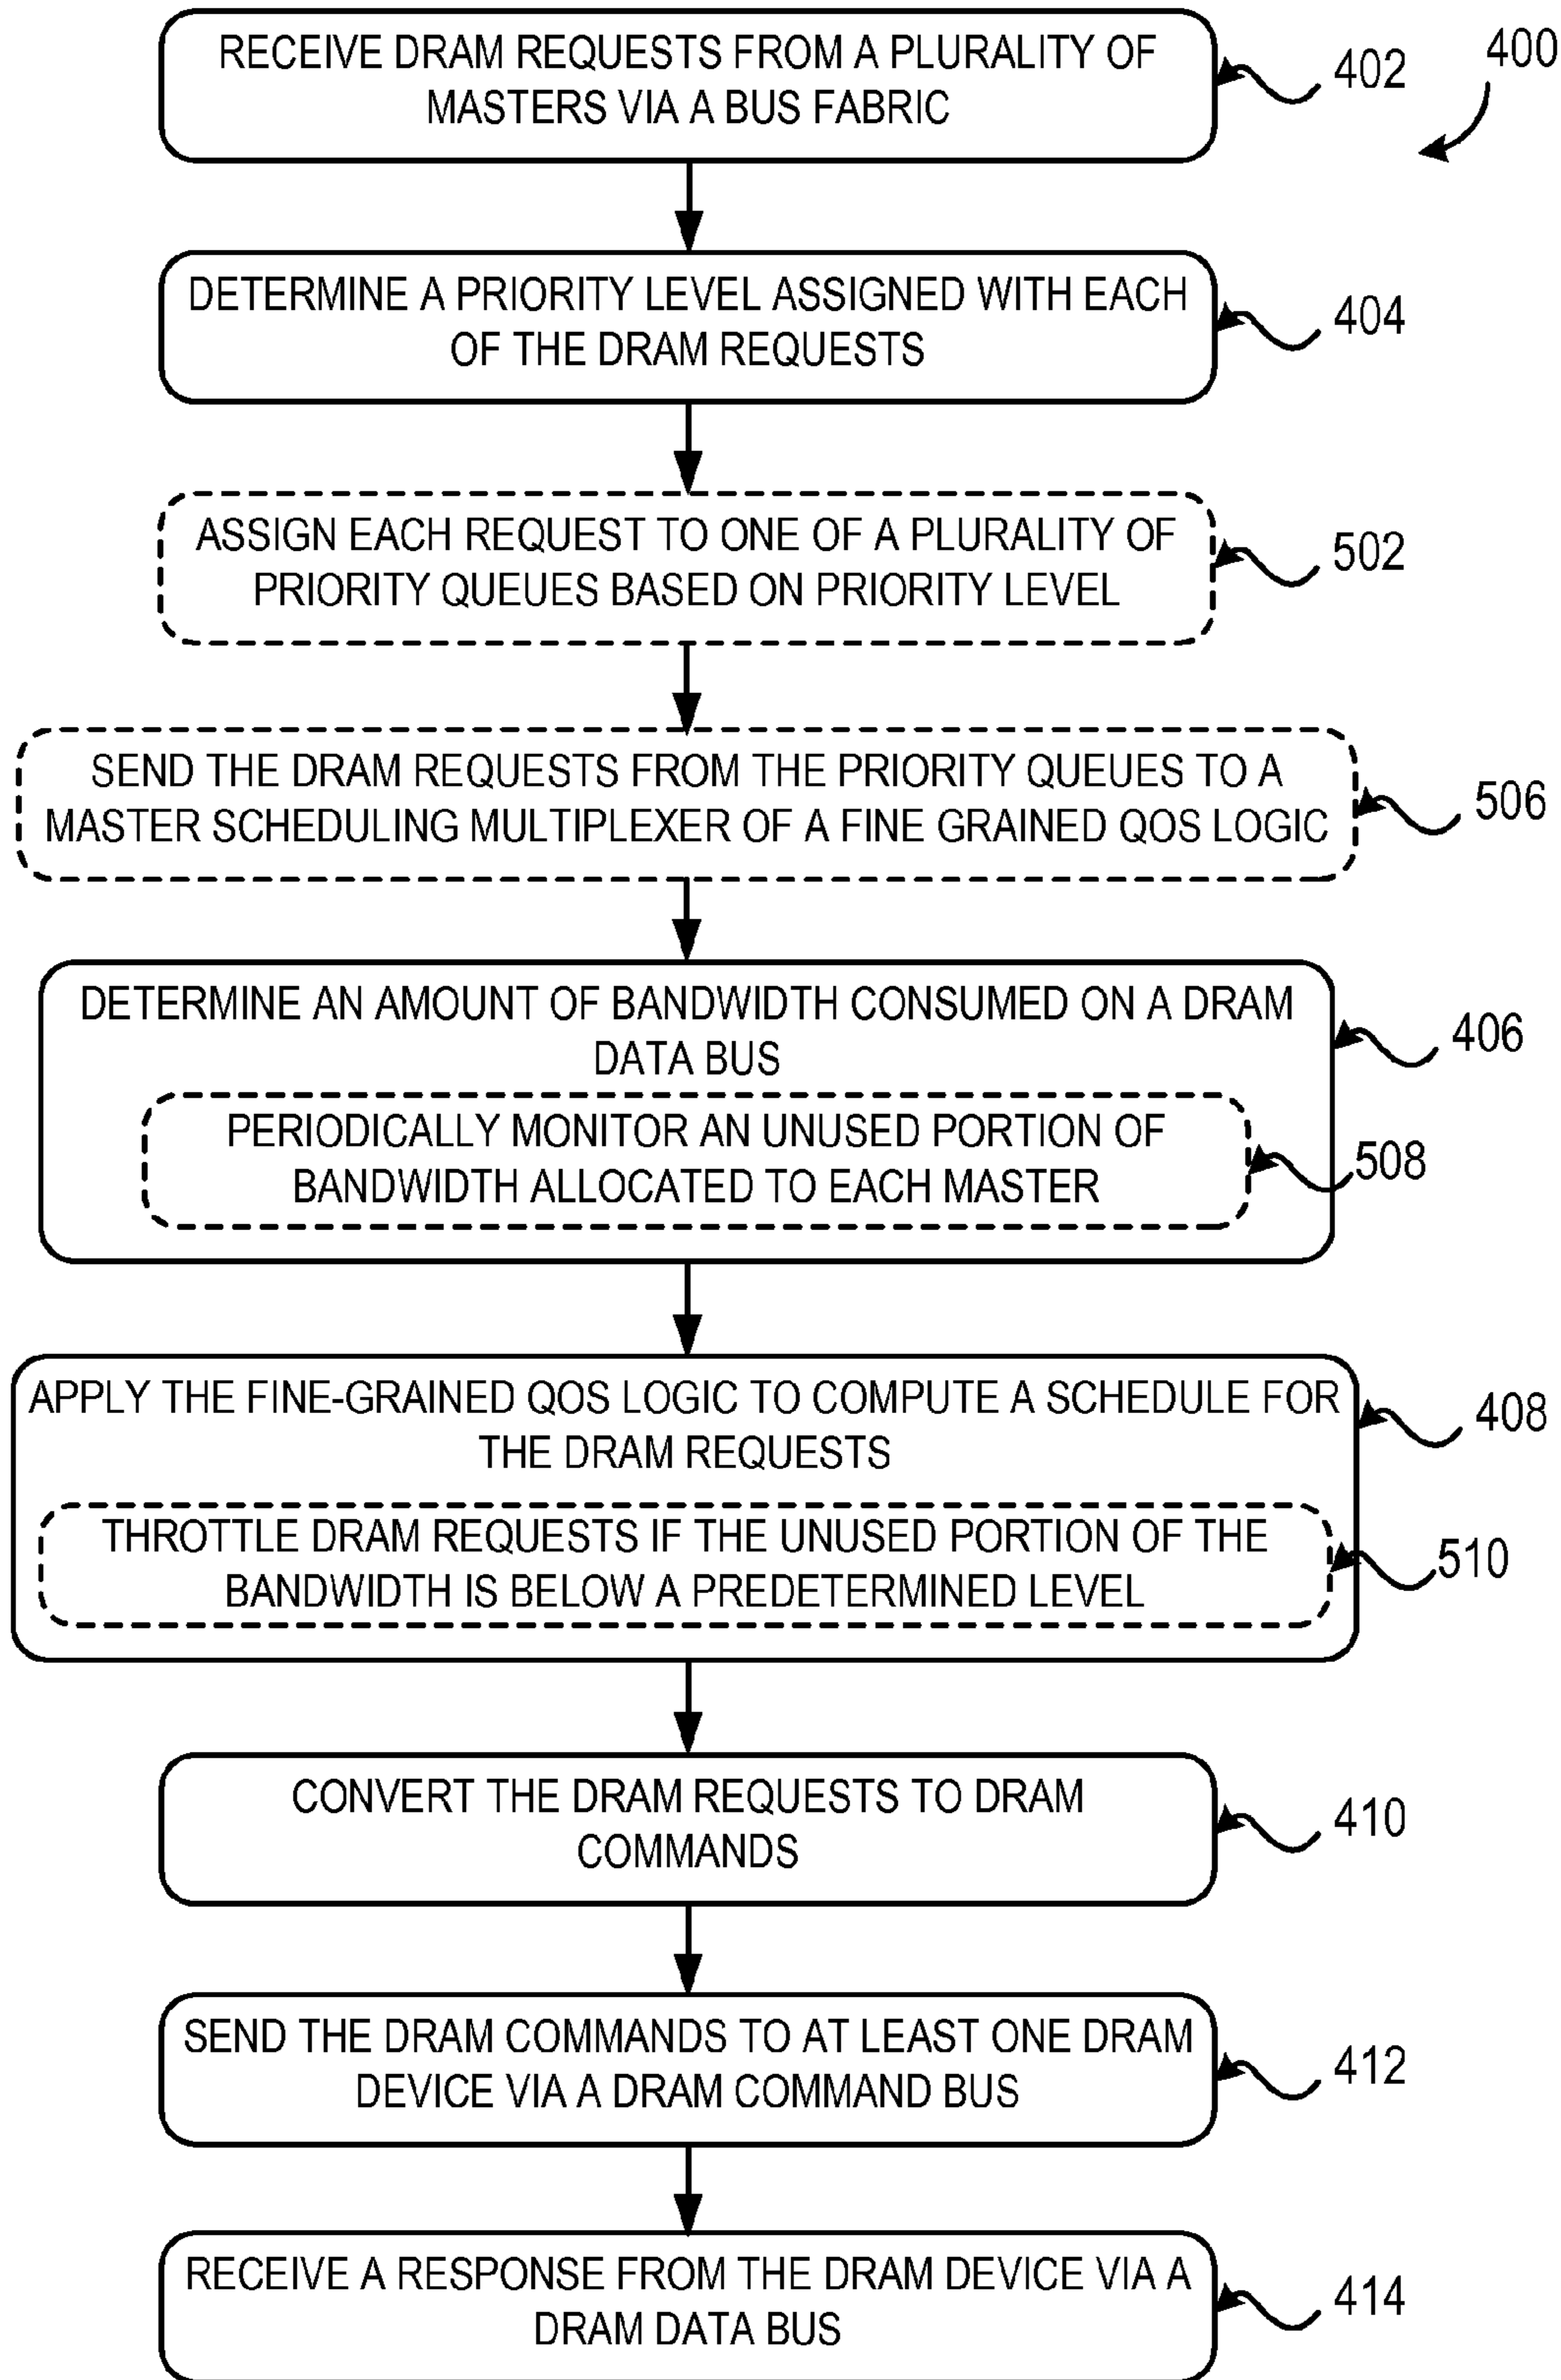 RECEIVE DRAM REQUESTS FROM A PLURALITY OF
MASTERS VIA A BUS FABRIC
402
400
DETERMINE A PRIORITY LEVEL ASSIGNED WITH EACH
OF THE DRAM REQUESTS
404
ASSIGN EACH REQUEST TO ONE OF A PLURALITY OF
PRIORITY QUEUES BASED ON PRIORITY LEVEL
502
SEND THE DRAM REQUESTS FROM THE PRIORITY QUEUES TO A
MASTER SCHEDULING MULTIPLEXER OF A FINE GRAINED QOS LOGIC
506
DETERMINE AN AMOUNT OF BANDWIDTH CONSUMED ON A DRAM
DATA BUS
406
PERIODICALLY MONITOR AN UNUSED PORTION OF
BANDWIDTH ALLOCATED TO EACH MASTER
508
APPLY THE FINE-GRAINED QOS LOGIC TO COMPUTE A SCHEDULE FOR
THE DRAM REQUESTS
408
THROTTLE DRAM REQUESTS IF THE UNUSED PORTION OF THE
BANDWIDTH IS BELOW A PREDETERMINED LEVEL
510
CONVERT THE DRAM REQUESTS TO DRAM
COMMANDS
410
SEND THE DRAM COMMANDS TO AT LEAST ONE DRAM
DEVICE VIA A DRAM COMMAND BUS
412
RECEIVE A RESPONSE FROM THE DRAM DEVICE VIA A
DRAM DATA BUS
414